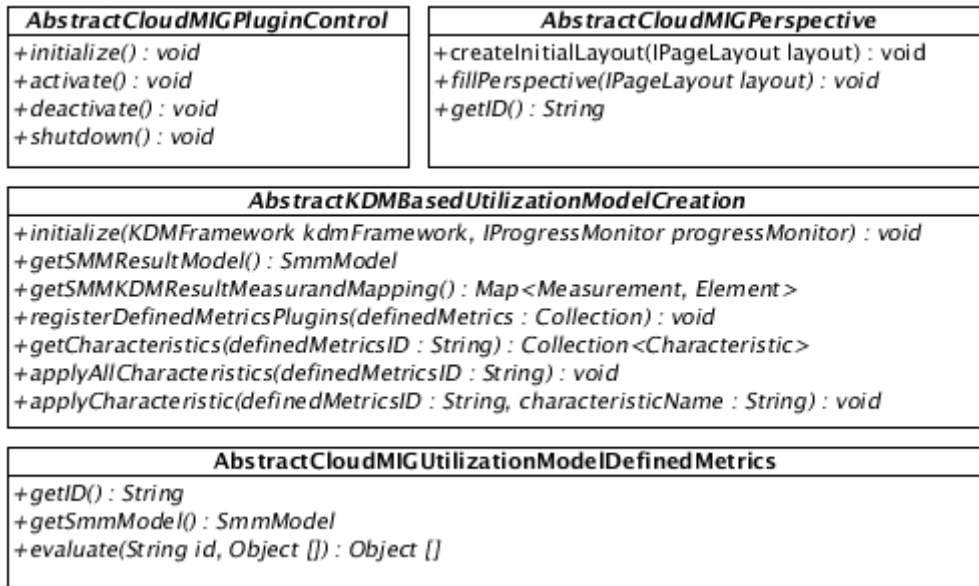 AbstractCloudMIGPluginControl
+initialize() : void
+activate() : void
+deactivate() : void
+shutdown() : void
AbstractCloudMIGPerspective
+createInitialLayout(IPageLayout layout) : void
+fillPerspective(IPageLayout layout) : void
+getID() : String
AbstractKDMBasedUtilizationModelCreation
+initialize(KDMFramework kdmFramework, IProgressMonitor progressMonitor) : void
+getSMMResultModel() : SmmModel
+getSMMKDMResultMeasurandMapping() : Map<Measurement, Element>
+registerDefinedMetricsPlugins(definedMetrics : Collection) : void
+getCharacteristics(definedMetricsID : String) : Collection<Characteristic>
+applyAllCharacteristics(definedMetricsID : String) : void
+applyCharacteristic(definedMetricsID : String, characteristicName : String) : void
AbstractCloudMIGUtilizationModelDefinedMetrics
+getID() : String
+getSmmModel() : SmmModel
+evaluate(String id, Object []) : Object []